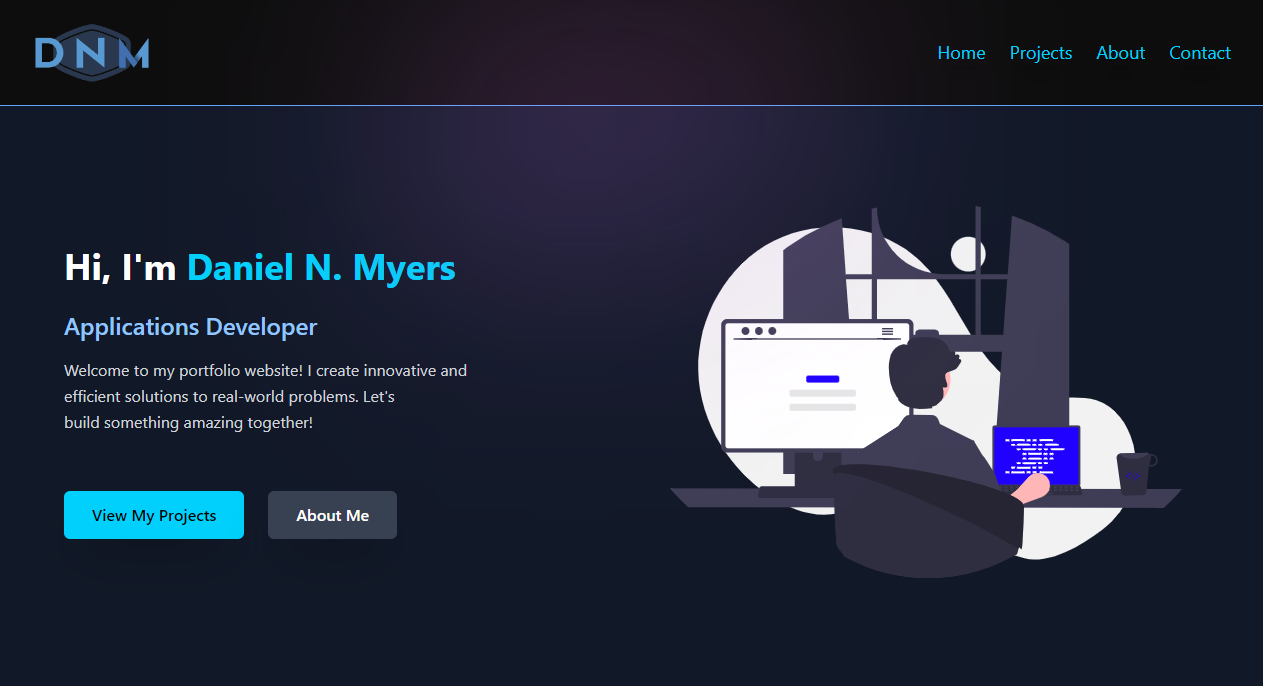 DNM
Home Projects About Contact
Hi, I'm Daniel N. Myers
Applications Developer
Welcome to my portfolio website! I create innovative and
efficient solutions to real-world problems. Let's
build something amazing together!
View My Projects About Me